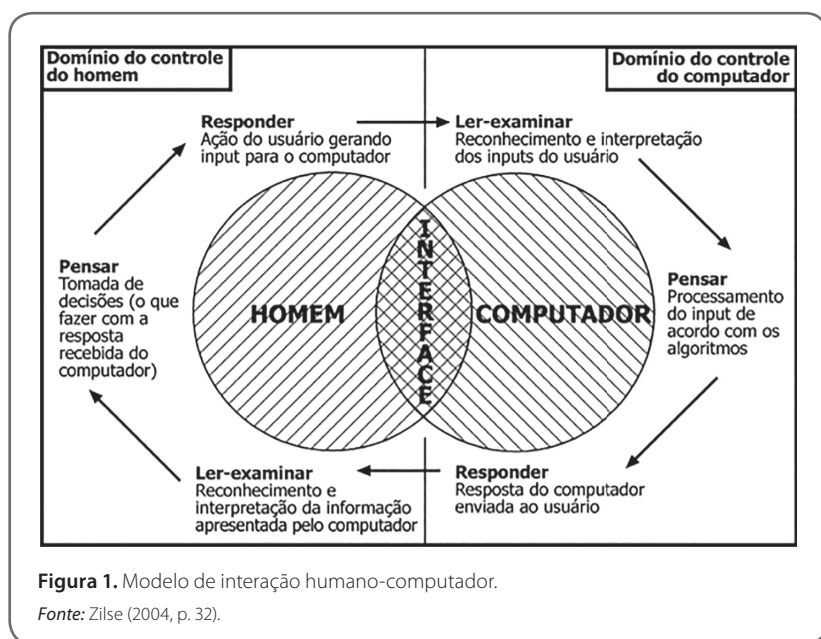 Domínio do controle
do homem
Domínio do controle
do computador
Responder
Ação do usuário gerando
input para o computador
Ler-examinar
Reconhecimento e interpretação
dos inputs do usuário
Pensar
Tomada de
decisões (o que
fazer com a
resposta
recebida do
computador)
HOMEM
INTERFACE
COMPUTADOR
Pensar
Processamento
do input de
acordo com os
algoritmos
Ler-examinar
Reconhecimento e
interpretação da informação
apresentada pelo computador
Responder
Resposta do computador
enviada ao usuário
Figura 1. Modelo de interação humano-computador.
Fonte: Zilse (2004, p. 32).